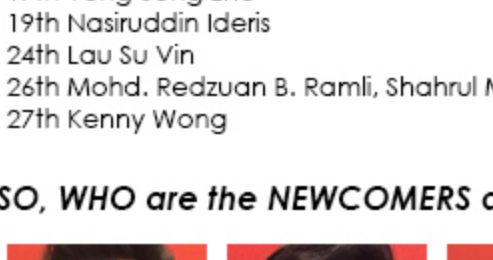 19th Nasiruddin Ideris
24th Lau Su Vin
26th Mohd. Redzuan B. Ramli, Shahrul
27th Kenny Wong
SO, WHO are the NEWCOMERS